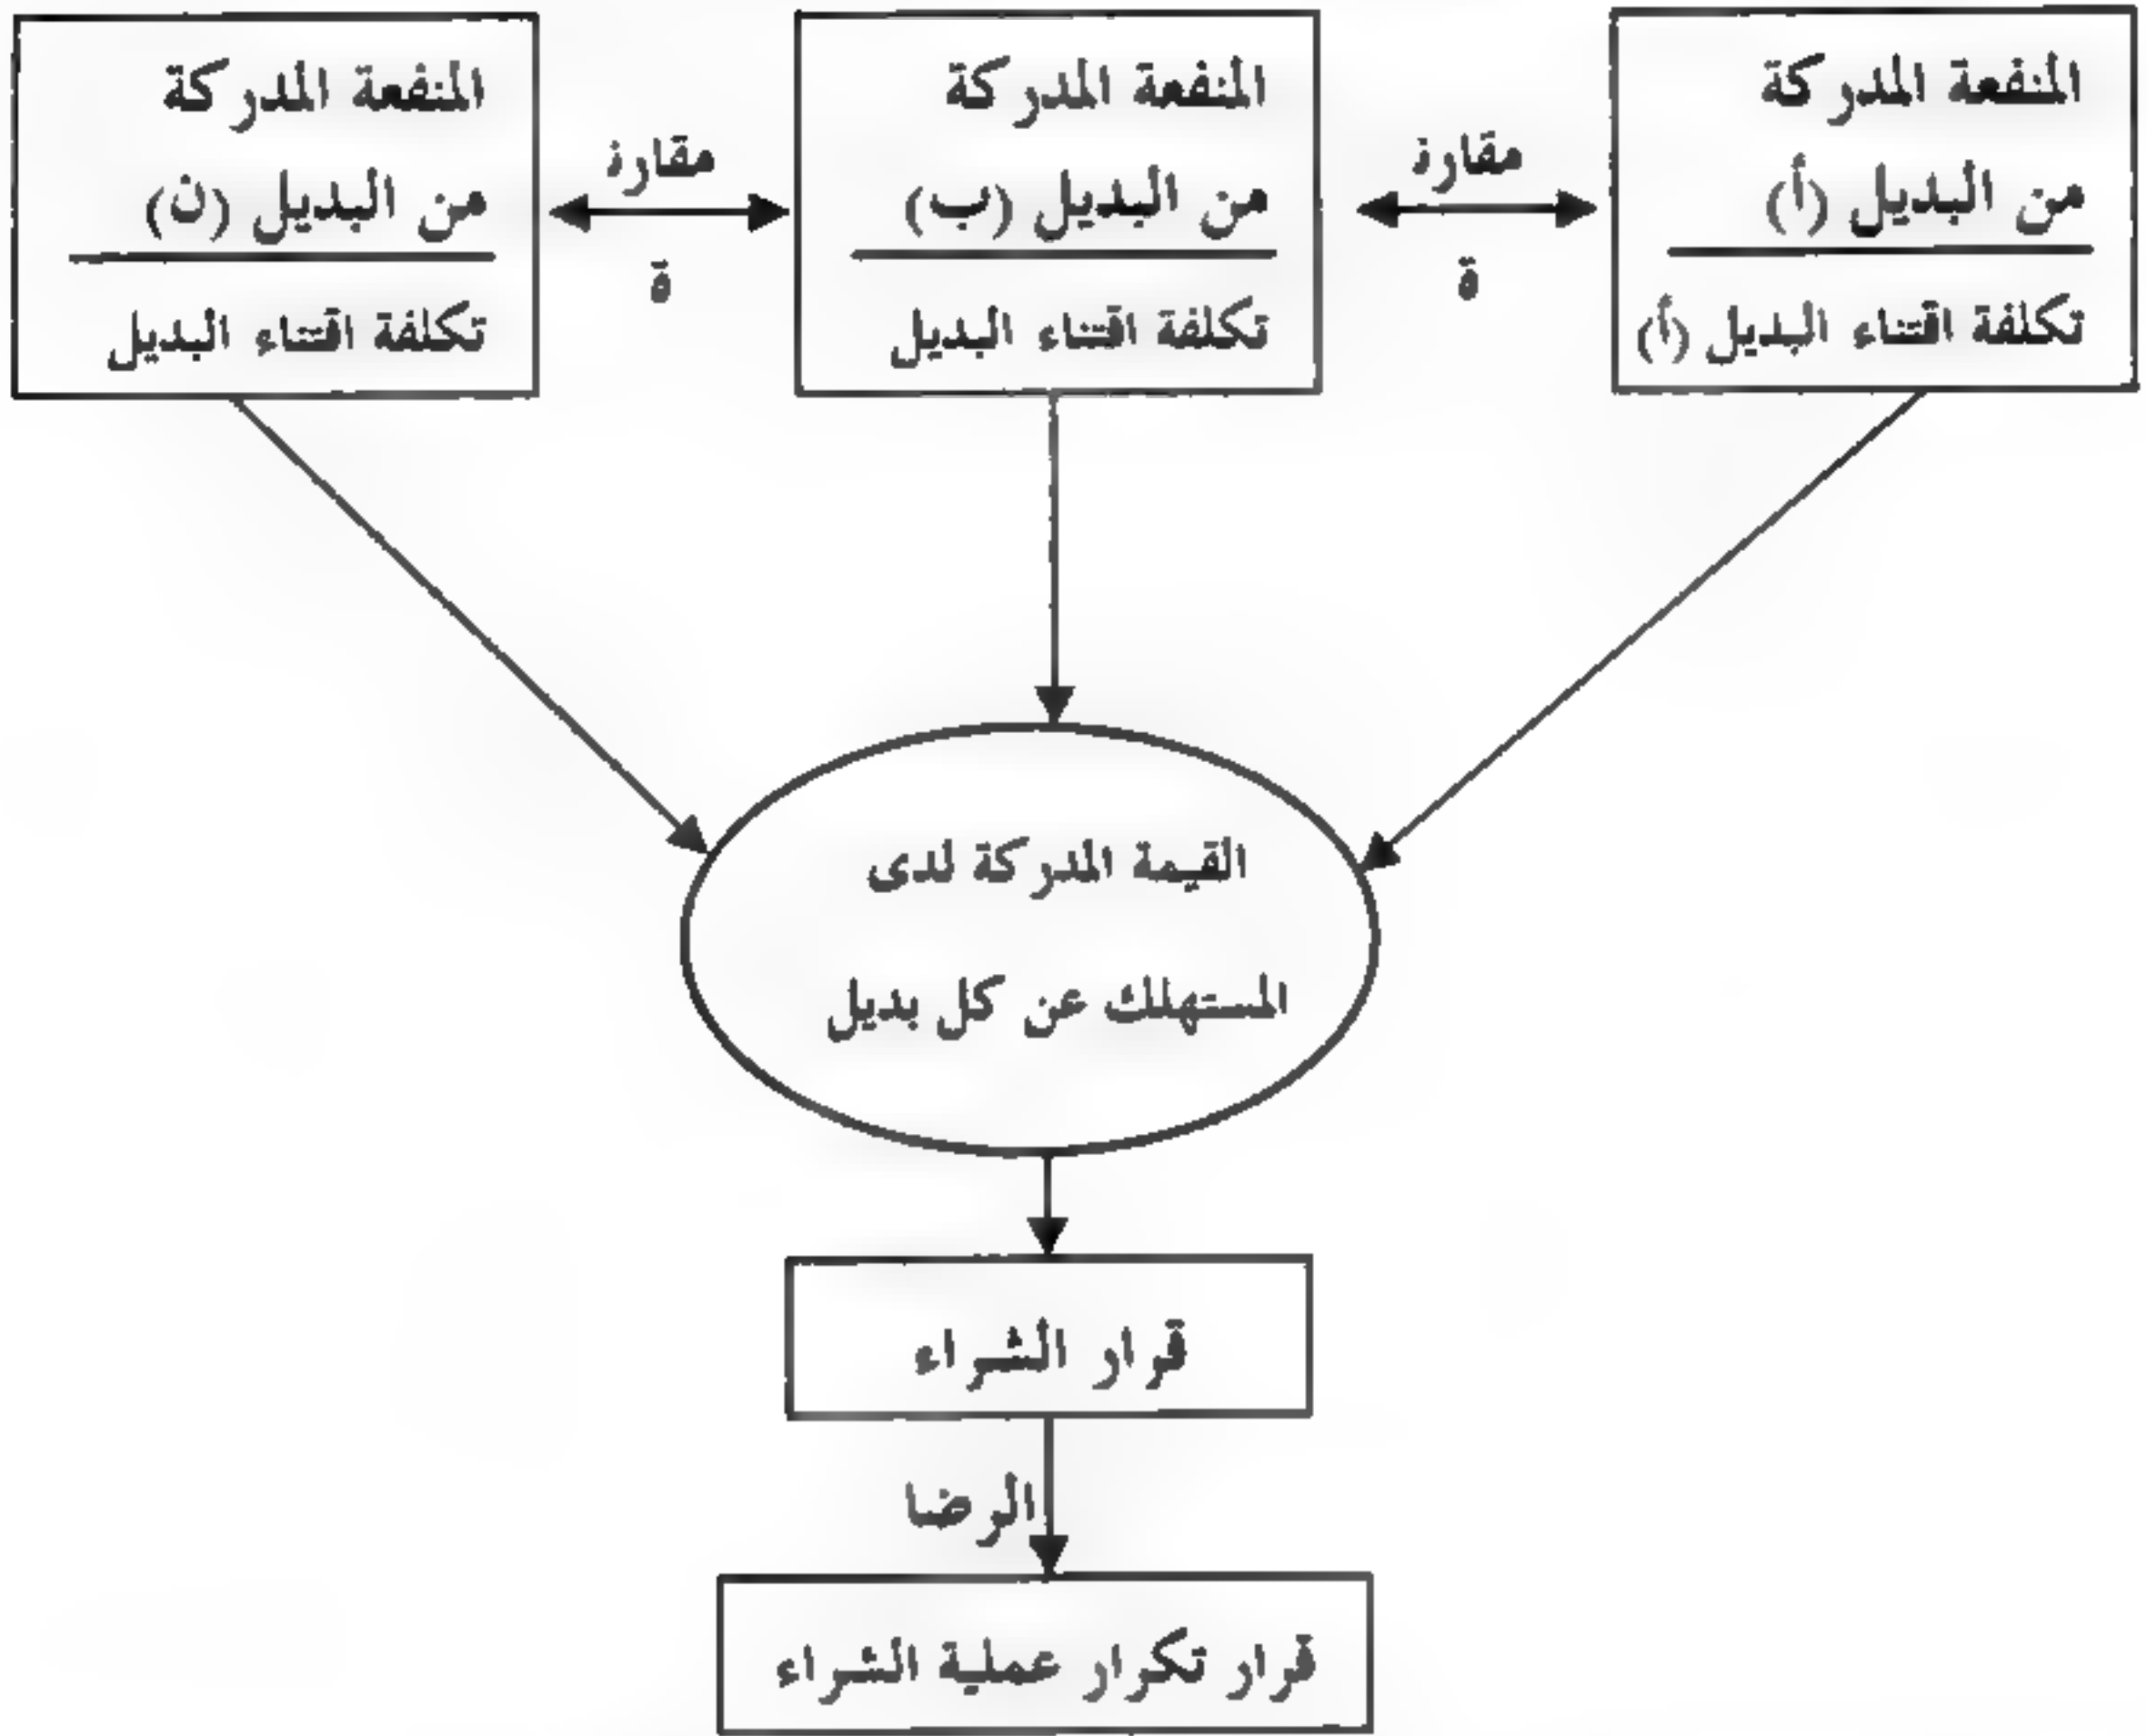 المنفعة المدركة
من البديل (أ)
تكلفة اقتناء البديل (أ)
مقارنة
ة
المنفعة المدركة
من البديل (ب)
تكلفة اقتناء البديل
مقارنة
ة
المنفعة المدركة
من البديل (ن)
تكلفة اقتناء البديل
القيمة المدركة لدى
المستهلك عن كل بديل
قرار الشراء
الرضا
قرار تكرار عملية الشراء